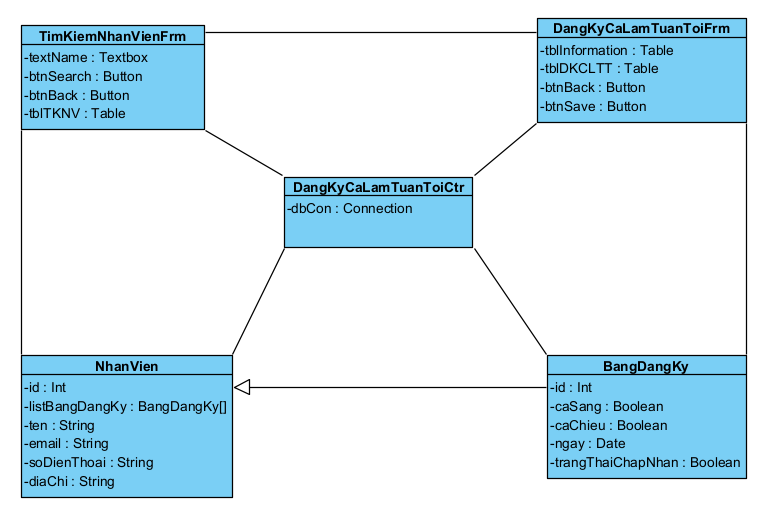 TimKiemNhanVienFrm
-textName : Textbox
-btnSearch : Button
-btnBack : Button
-tblTKNV : Table
DangKyCaLamTuanToiFrm
-tblInformation : Table
-tblDKCLTT : Table
-btnBack : Button
-btnSave : Button
DangKyCaLamTuanToiCtr
-dbCon : Connection
NhanVien
-id : Int
-listBangDangKy : BangDangKy[]
-ten : String
-email : String
-soDienThoai : String
-diaChi : String
BangDangKy
-id : Int
-caSang : Boolean
-caChieu : Boolean
-ngay : Date
-trangThaiChapNhan : Boolean